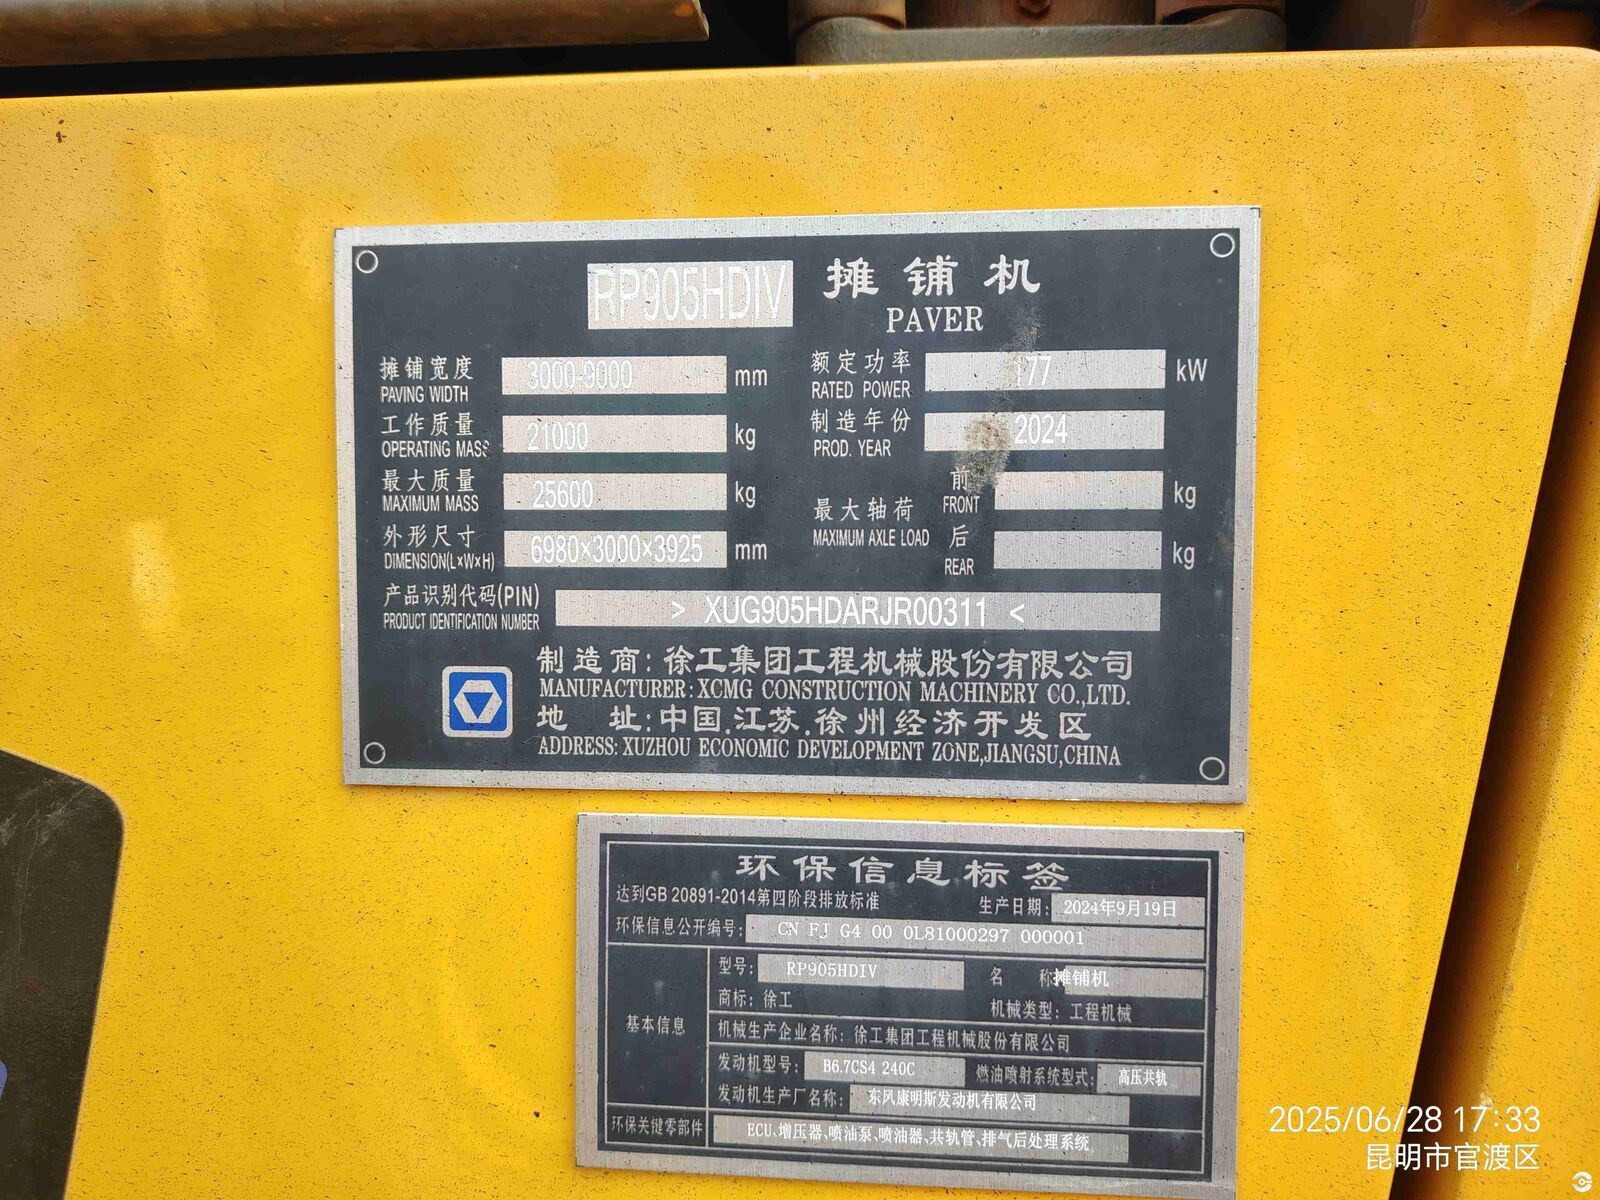 RP905HDIV 摊铺机
PAVER
摊铺宽度 3000-9000 mm
PAVING WIDTH
额定功率 177 kW
RATED POWER
工作质量 21000 kg
OPERATING MASS
制造年份 2024
PROD. YEAR
最大质量 25600 kg
MAXIMUM MASS
最大轴荷
MAXIMUM AXLE LOAD
前 kg
FRONT
后 kg
REAR
外形尺寸 6980×3000×3925 mm
DIMENSION(L×W×H)
产品识别代码(PIN) > XUG905HDARJR00311 <
PRODUCT IDENTIFICATION NUMBER
制造商:徐工集团工程机械股份有限公司
MANUFACTURER:XCMG CONSTRUCTION MACHINERY CO.,LTD.
地 址:中国.江苏.徐州经济开发区
ADDRESS: XUZHOU ECONOMIC DEVELOPMENT ZONE,JIANGSU,CHINA
环保信息标签
达到GB 20891-2014第四阶段排放标准
生产日期: 2024年9月19日
环保信息公开编号: CN FJ G4 00 0L81000297 000001
基本信息
型号: RP905HDIV 名 称 摊铺机
商标: 徐工 机械类型: 工程机械
机械生产企业名称: 徐工集团工程机械股份有限公司
发动机型号: B6.7CS4 240C 燃油喷射系统型式: 高压共轨
发动机生产厂名称: 东风康明斯发动机有限公司
环保关键零部件 ECU、增压器、喷油泵、喷油器、共轨管、排气后处理系统
2025/06/28 17:33
昆明市官渡区